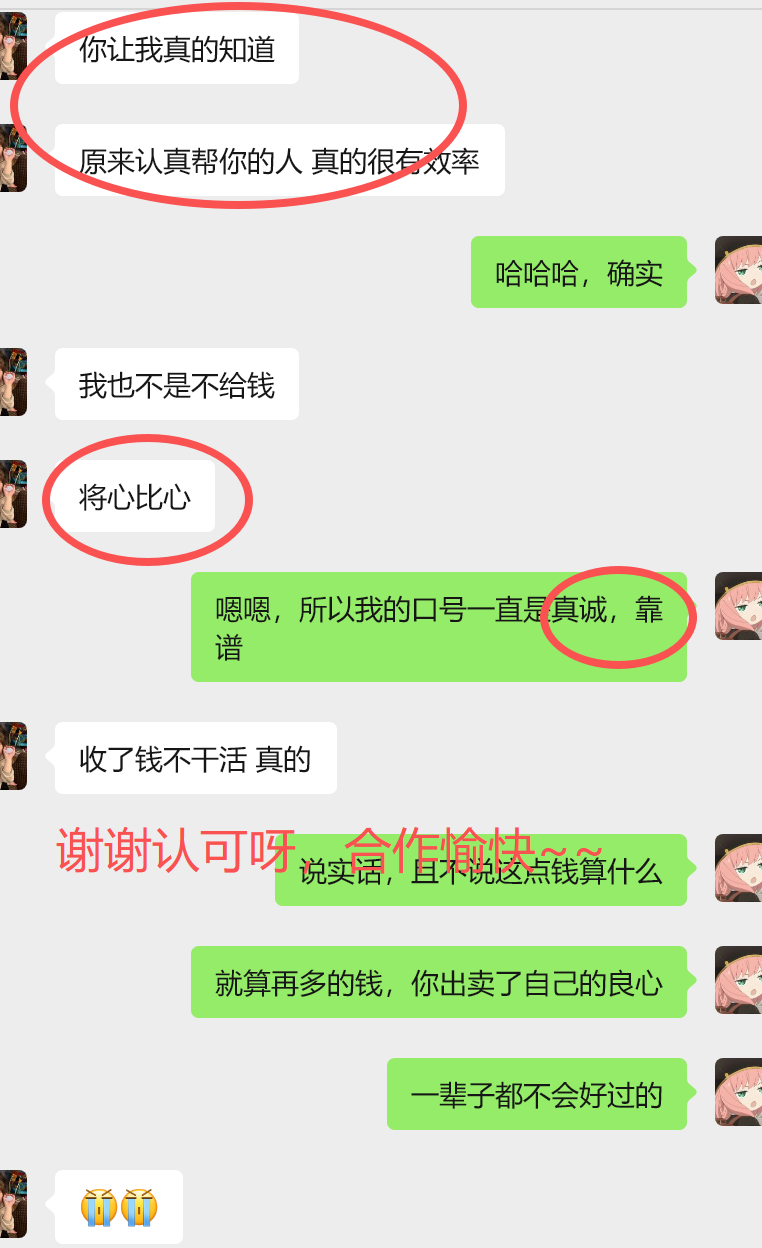 你让我真的知道
原来认真帮你的人 真的很有效率
哈哈哈，确实
我也不是不给钱
将心比心
嗯嗯，所以我的口号一直是真诚，靠
谱
收了钱不干活 真的
谢谢认可呀，合作愉快~~
说实话，且不说这点钱算什么
就算再多的钱，你出卖了自己的良心
一辈子都不会好过的